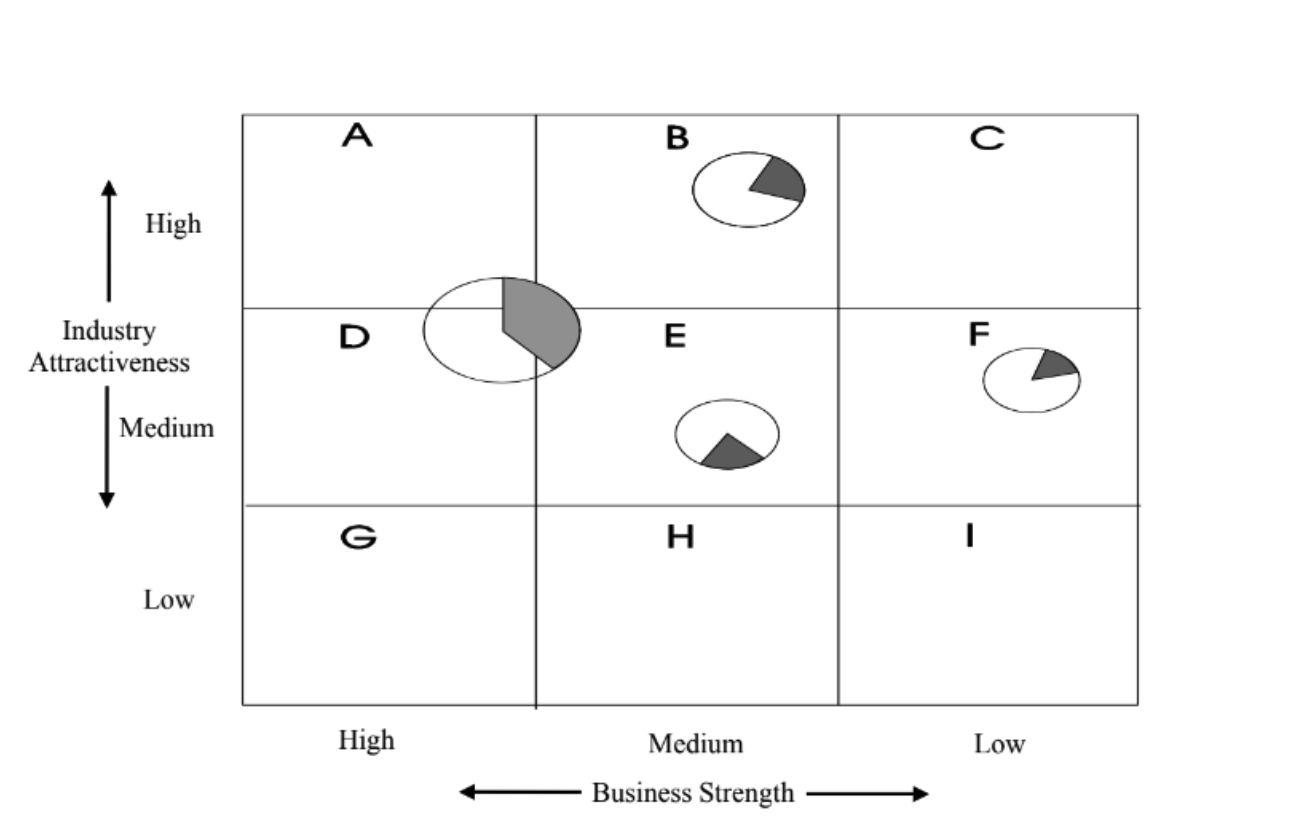 A
B
C
High
Industry
Attractiveness
D
E
F
Medium
G
H
I
Low
High
Medium
Low
Business Strength